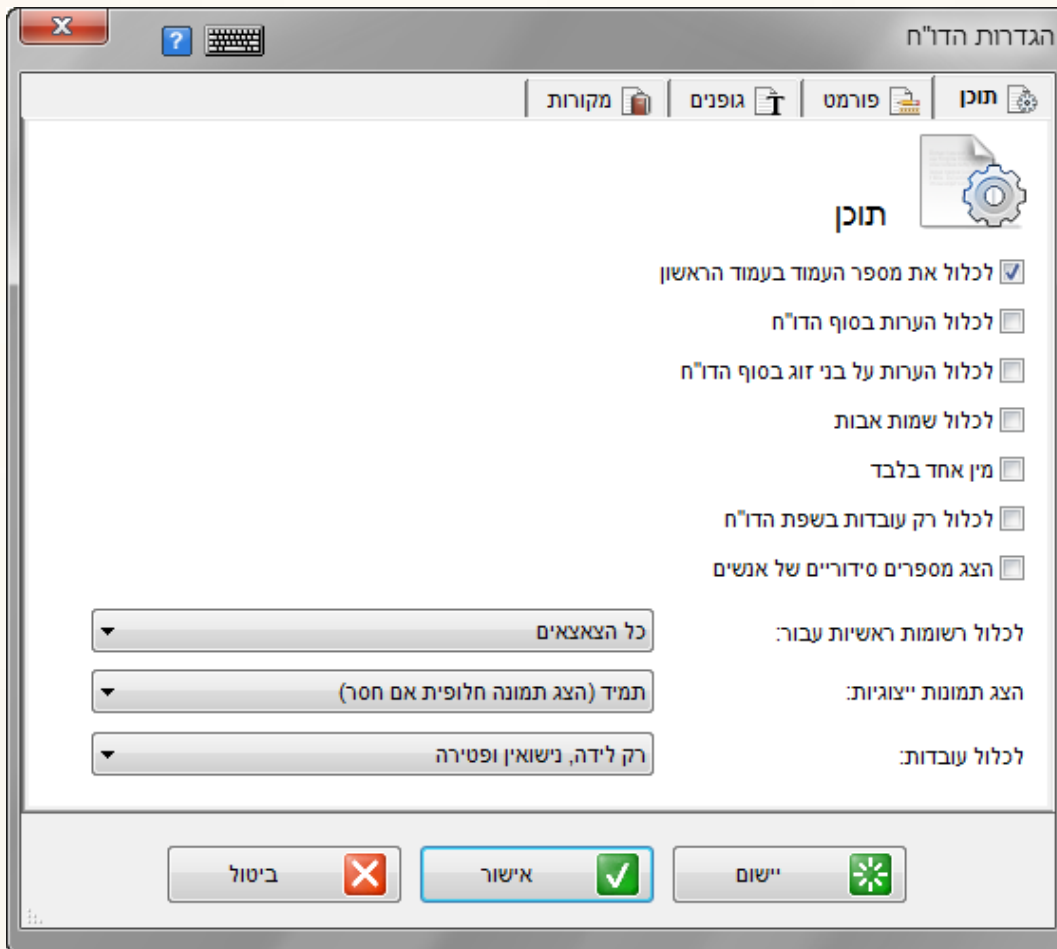 הגדרות הדו"ח
תוכן פורמט גופנים מקורות
תוכן
לכלול את מספר העמוד בעמוד הראשון
לכלול הערות בסוף הדו"ח
לכלול הערות על בני זוג בסוף הדו"ח
לכלול שמות אבות
מין אחד בלבד
לכלול רק עובדות בשפת הדו"ח
הצג מספרים סידוריים של אנשים
לכלול רשומות ראשיות עבור: כל הצאצאים
הצג תמונות ייצוגיות: תמיד (הצג תמונה חלופית אם חסר)
לכלול עובדות: רק לידה, נישואין ופטירה
יישום אישור ביטול